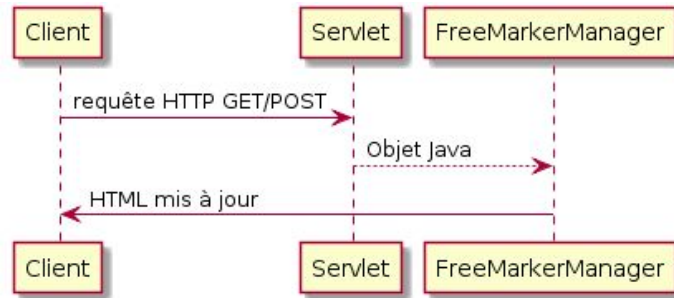 Client Servlet FreeMarkerManager
requête HTTP GET/POST
Objet Java
HTML mis à jour
Client Servlet FreeMarkerManager